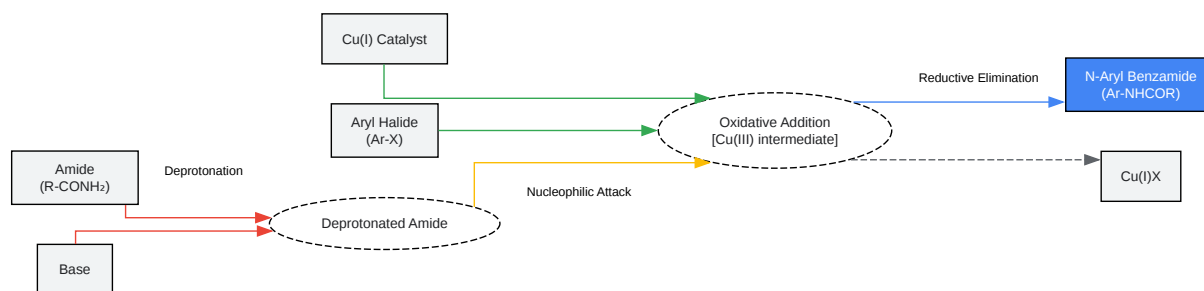 Cu(I) Catalyst
Reductive Elimination
N-Aryl Benzamide
(Ar-NHCOR)
Aryl Halide
(Ar-X)
Oxidative Addition
[Cu(III) intermediate]
Amide
(R-CONH₂)
Deprotonation
Nucleophilic Attack
Cu(I)X
Deprotonated Amide
Base